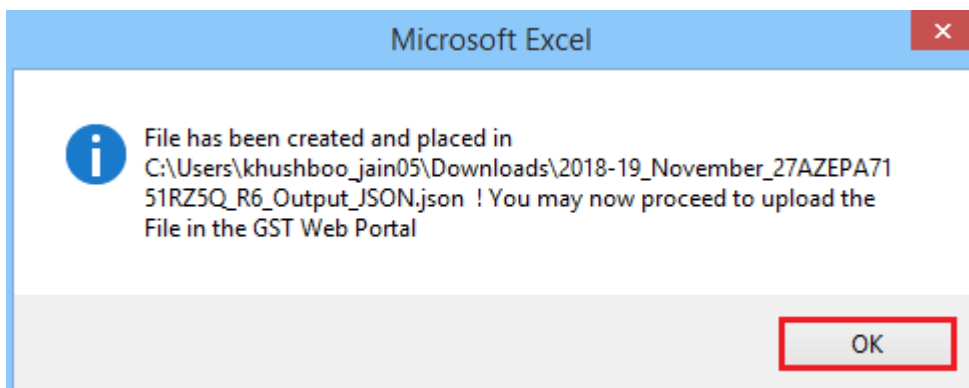 Microsoft Excel
File has been created and placed in
C:\Users\khushboo_jain05\Downloads\2018-19_November_27AZEPA71
51RZ5Q_R6_Output_JSON.json  ! You may now proceed to upload the
File in the GST Web Portal
OK